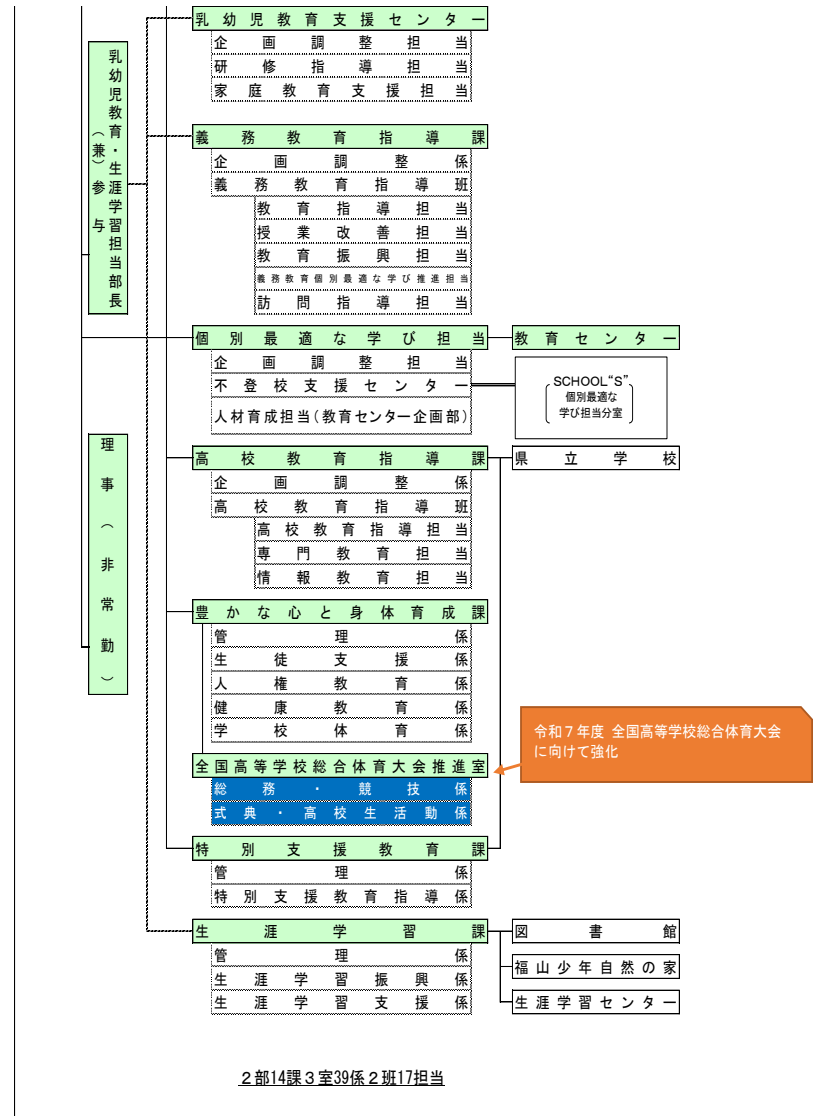 乳幼児教育・生涯学習担当部長
（兼）参与
理事（非常勤）
乳幼児教育支援センター
企画調整担当
研修指導担当
家庭教育支援担当
義務教育指導課
企画調整係
義務教育指導班
教育指導担当
授業改善担当
教育振興担当
義務教育個別最適な学び推進担当
訪問指導担当
個別最適な学び担当
教育センター
企画調整担当
不登校支援センター
人材育成担当(教育センター企画部)
SCHOOL“S”
個別最適な
学び担当分室
高校教育指導課
県立学校
企画調整係
高校教育指導班
高校教育指導担当
専門教育担当
情報教育担当
豊かな心と身体育成課
管理係
生徒支援係
人権教育係
健康教育係
学校体育係
令和７年度 全国高等学校総合体育大会
に向けて強化
全国高等学校総合体育大会推進室
総務・競技係
式典・高校生活動係
特別支援教育課
管理係
特別支援教育指導係
生涯学習課
図書館
管理係
福山少年自然の家
生涯学習振興係
生涯学習支援係
生涯学習センター
２部14課３室39係２班17担当